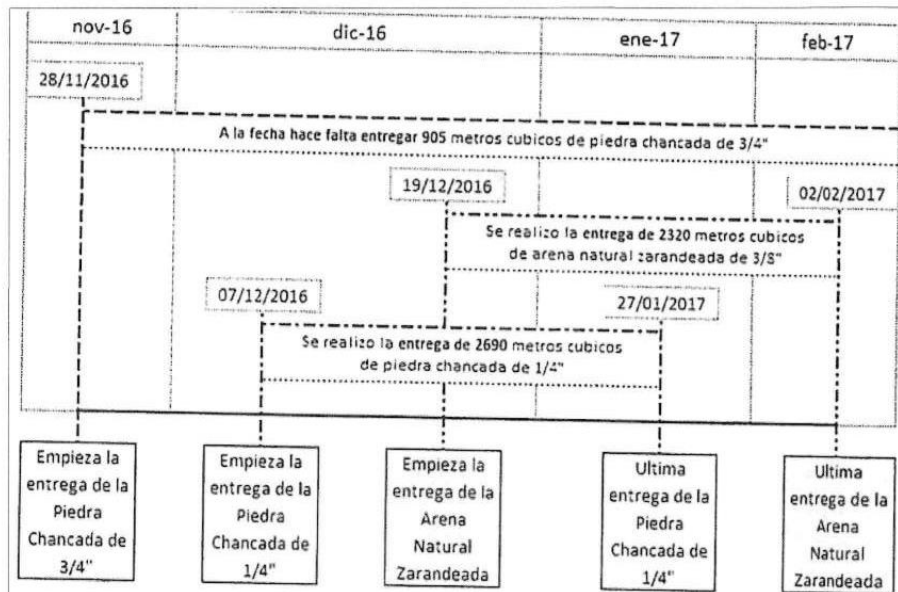 nov-16
dic-16
ene-17
feb-17
28/11/2016
A la fecha hace falta entregar 905 metros cubicos de piedra chancada de 3/4"
19/12/2016
02/02/2017
Se realizo la entrega de 2320 metros cubicos
de arena natural zarandeada de 3/8"
07/12/2016
27/01/2017
Se realizo la entrega de 2690 metros cubicos
de piedra chancada de 1/4"
Empieza la
entrega de la
Piedra
Chancada de
3/4"
Empieza la
entrega de la
Piedra
Chancada de
1/4"
Empieza la
entrega de la
Arena
Natural
Zarandeada
Ultima
entrega de la
Piedra
Chancada de
1/4"
Ultima
entrega de la
Arena
Natural
Zarandeada